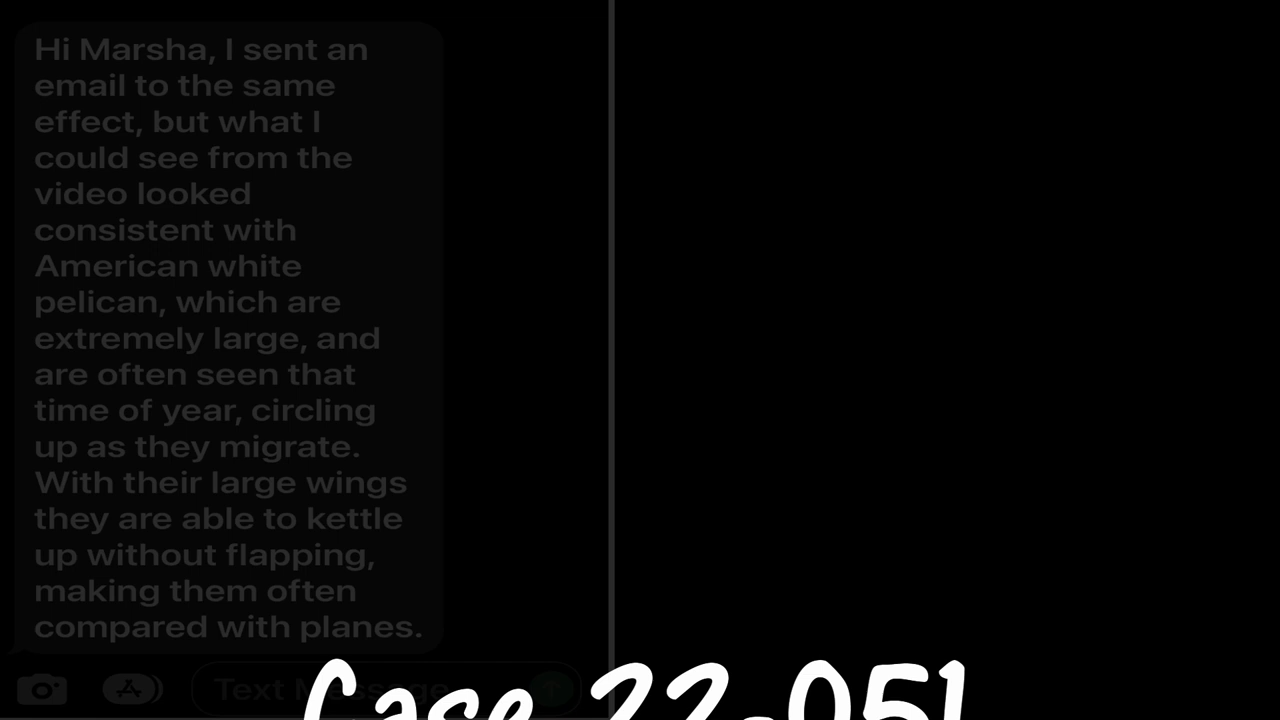 Hi Marsha, I sent an
email to the same
effect, but what I
could see from the
video looked
consistent with
American white
pelican, which are
extremely large, and
are often seen that
time of year, circling
up as they migrate.
With their large wings
they are able to kettle
up without flapping,
making them often
compared with planes.
Text Message
Case 22-051